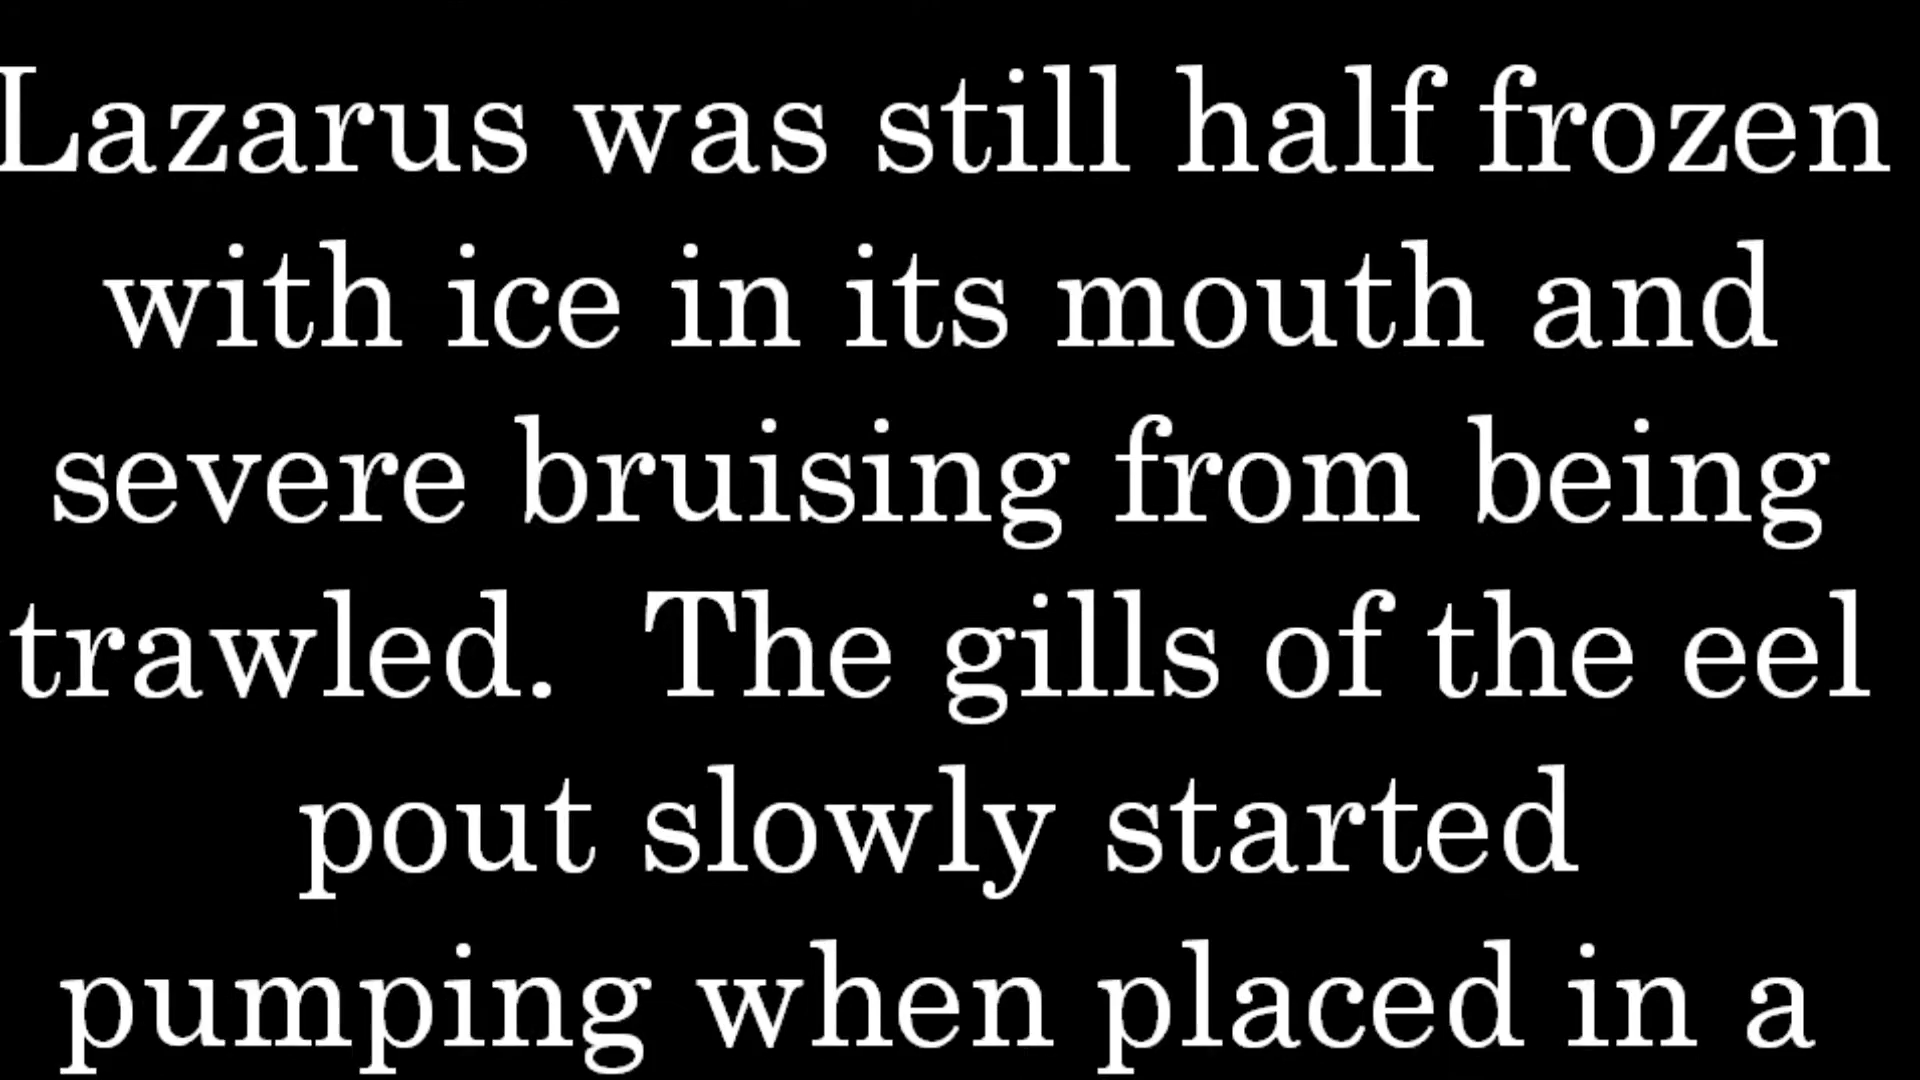 Lazarus was still half frozen
with ice in its mouth and
severe bruising from being
trawled.  The gills of the eel
pout slowly started
pumping when placed in a